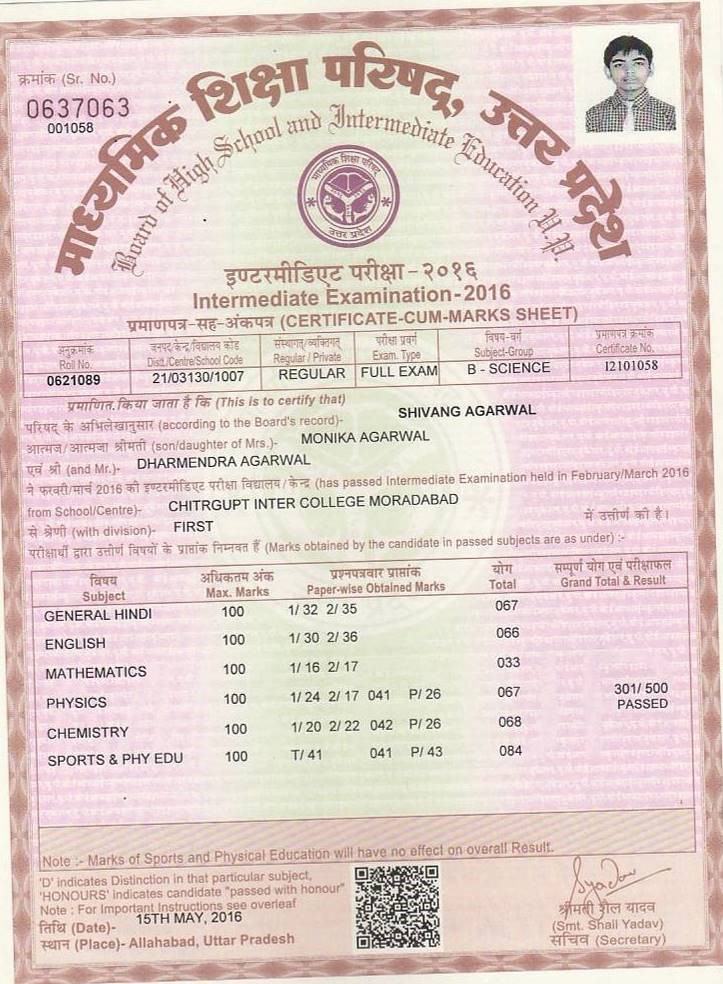 क्रमांक (Sr. No.)
0637063
001058
माध्यमिक शिक्षा परिषद्, उत्तर प्रदेश
Board of High School and Intermediate Education U.P.
माध्यमिक शिक्षा परिषद्
उत्तर प्रदेश
इण्टरमीडिएट परीक्षा - २०१६
Intermediate Examination - 2016
प्रमाणपत्र-सह-अंकपत्र (CERTIFICATE-CUM-MARKS SHEET)
अनुक्रमांक जनपद/केन्द्र/विद्यालय कोड संस्थागत्/व्यक्तिगत् परीक्षा प्रवर्ग विषय-वर्ग प्रमाणपत्र क्रमांक
Roll No. Distt./Centre/School Code Regular / Private Exam. Type Subject-Group Certificate No.
0621089 21/03130/1007 REGULAR FULL EXAM B - SCIENCE I2101058
प्रमाणित किया जाता है कि (This is to certify that)
परिषद के अभिलेखानुसार (according to the Board's record)- SHIVANG AGARWAL
आत्मज/आत्मजा श्रीमती (son/daughter of Mrs.)- MONIKA AGARWAL
एवं श्री (and Mr.)- DHARMENDRA AGARWAL
ने फरवरी/मार्च 2016 की इण्टरमीडिएट परीक्षा विद्यालय/केन्द्र (has passed Intermediate Examination held in February/March 2016
from School/Centre)- CHITRGUPT INTER COLLEGE MORADABAD
से श्रेणी (with division)- FIRST में उत्तीर्ण की है।
परीक्षार्थी द्वारा उत्तीर्ण विषयों के प्राप्तांक निम्नवत हैं (Marks obtained by the candidate in passed subjects are as under) :-
विषय अधिकतम अंक प्रश्नपत्रवार प्राप्तांक योग सम्पूर्ण योग एवं परीक्षाफल
Subject Max. Marks Paper-wise Obtained Marks Total Grand Total & Result
GENERAL HINDI 100 1/ 32 2/ 35 067
ENGLISH 100 1/ 30 2/ 36 066
MATHEMATICS 100 1/ 16 2/ 17 033
PHYSICS 100 1/ 24 2/ 17 041 P/ 26 067 301/ 500
PASSED
CHEMISTRY 100 1/ 20 2/ 22 042 P/ 26 068
SPORTS & PHY EDU 100 T/ 41 041 P/ 43 084
Note :- Marks of Sports and Physical Education will have no effect on overall Result.
'D' indicates Distinction in that particular subject,
'HONOURS' indicates candidate "passed with honour"
Note : For Important Instructions see overleaf
तिथि (Date)- 15TH MAY, 2016
स्थान (Place)- Allahabad, Uttar Pradesh
श्रीमती शैल यादव
(Smt. Shail Yadav)
सचिव (Secretary)